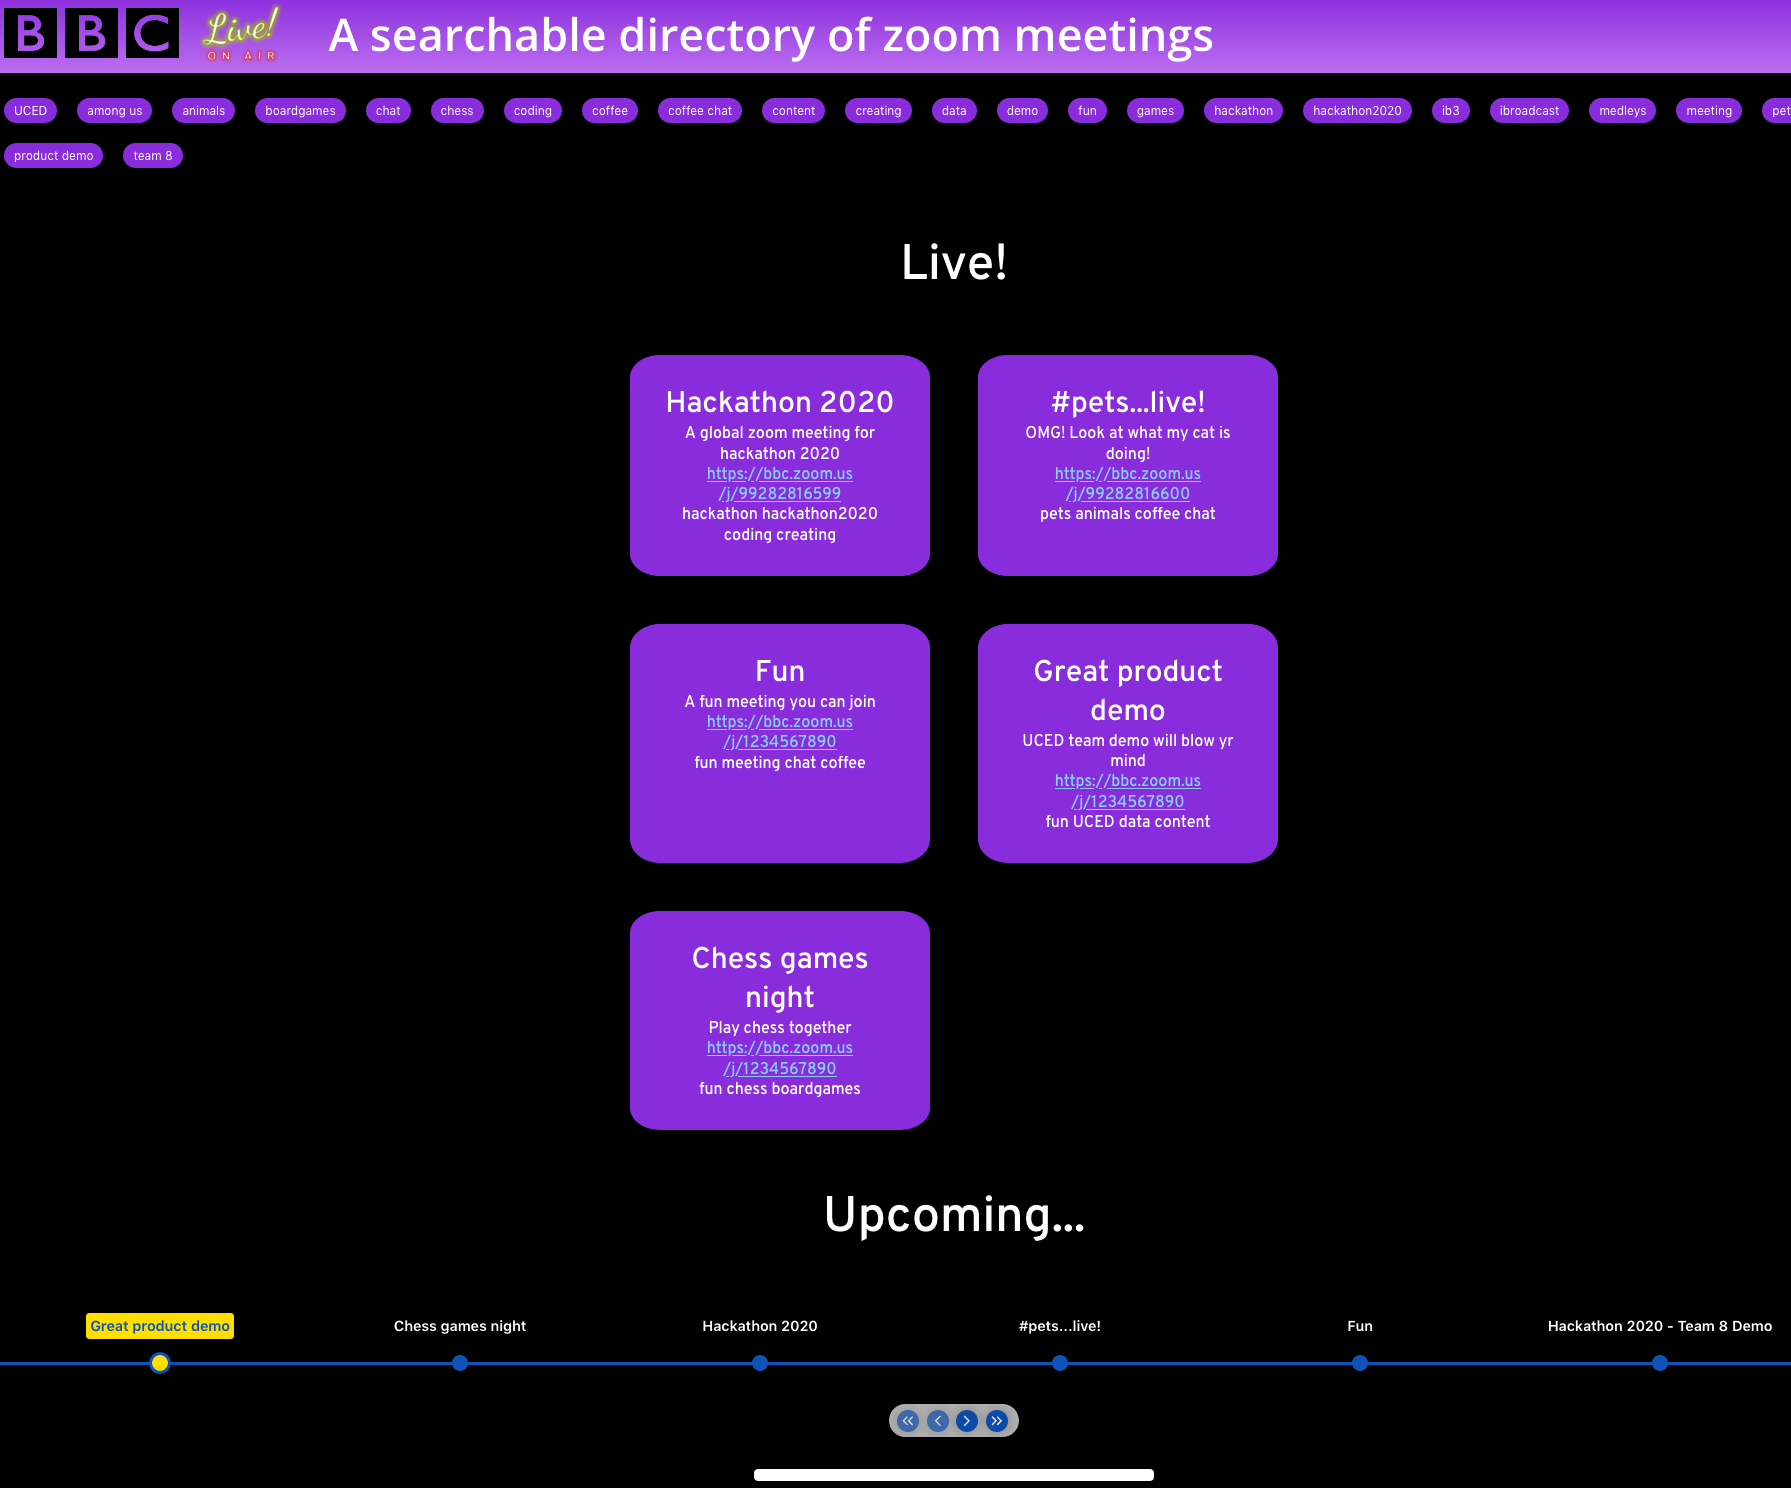 BBC Live! A searchable directory of zoom meetings
ON AIR
UCED among us animals boardgames chat chess coding coffee coffee chat content creating data demo fun games hackathon hackathon2020 ib3 ibroadcast medleys meeting
product demo team 8
Live!
Hackathon 2020
A global zoom meeting for
hackathon 2020
https://bbc.zoom.us
/j/99282816599
hackathon hackathon2020
coding creating
#pets...live!
OMG! Look at what my cat is
doing!
https://bbc.zoom.us
/j/99282816600
pets animals coffee chat
Fun
A fun meeting you can join
https://bbc.zoom.us
/j/1234567890
fun meeting chat coffee
Great product
demo
UCED team demo will blow yr
mind
https://bbc.zoom.us
/j/1234567890
fun UCED data content
Chess games
night
Play chess together
https://bbc.zoom.us
/j/1234567890
fun chess boardgames
Upcoming...
Great product demo Chess games night Hackathon 2020 #pets...live! Fun Hackathon 2020 - Team 8 Demo